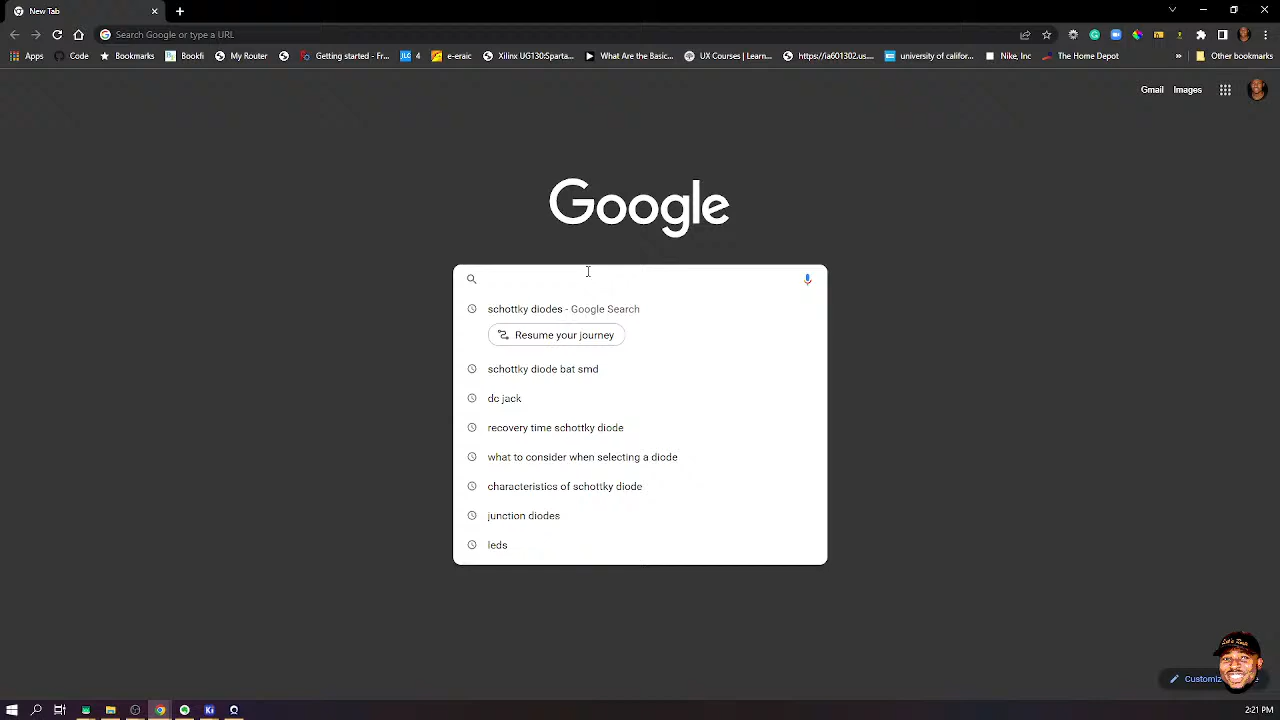 New Tab
Search Google or type a URL
Apps Code Bookmarks Bookfi My Router Getting started - Fr... 4 e-eraic Xilinx UG130Sparta... What Are the Basic... UX Courses | Learn... https://ia601302.us... university of califor... Nike, Inc The Home Depot » Other bookmarks
Gmail Images
Google
schottky diodes - Google Search
Resume your journey
schottky diode bat smd
dc jack
recovery time schottky diode
what to consider when selecting a diode
characteristics of schottky diode
junction diodes
leds
2:21 PM